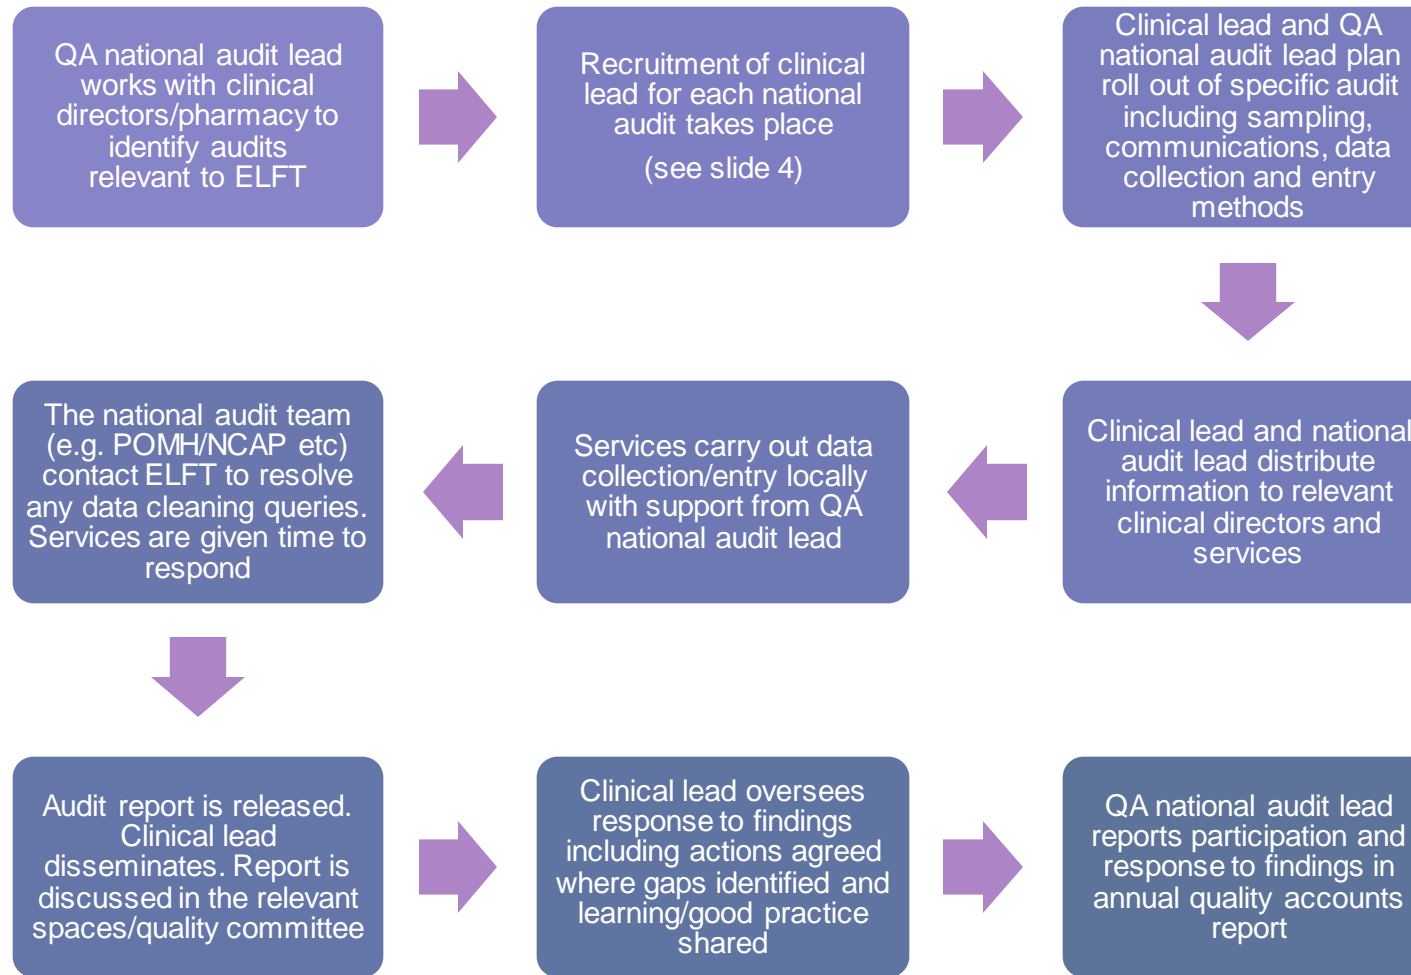 QA national audit lead
works with clinical
directors/pharmacy to
identify audits
relevant to ELFT
Recruitment of clinical
lead for each national
audit takes place
(see slide 4)
Clinical lead and QA
national audit lead plan
roll out of specific audit
including sampling,
communications, data
collection and entry
methods
Clinical lead and national
audit lead distribute
information to relevant
clinical directors and
services
Services carry out data
collection/entry locally
with support from QA
national audit lead
The national audit team
(e.g. POMH/NCAP etc)
contact ELFT to resolve
any data cleaning queries.
Services are given time to
respond
Audit report is released.
Clinical lead
disseminates. Report is
discussed in the relevant
spaces/quality committee
Clinical lead oversees
response to findings
including actions agreed
where gaps identified and
learning/good practice
shared
QA national audit lead
reports participation and
response to findings in
annual quality accounts
report